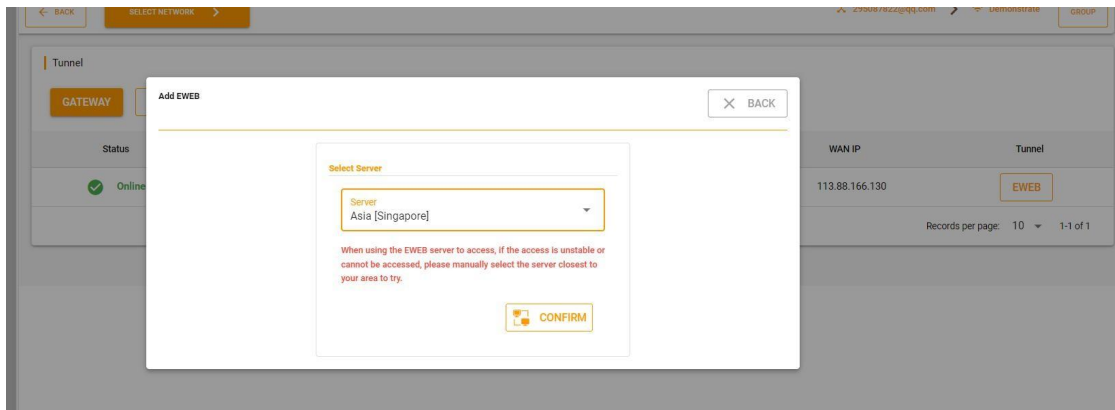 BACK
SELECT NETWORK
295087822@qq.com
Demonstrate
GROUP
Tunnel
GATEWAY
Add EWEB
BACK
Status
WAN IP
Tunnel
Select Server
Online
113.88.166.130
EWEB
Server
Asia [Singapore]
Records per page: 10 1-1 of 1
When using the EWEB server to access, if the access is unstable or
cannot be accessed, please manually select the server closest to
your area to try.
CONFIRM